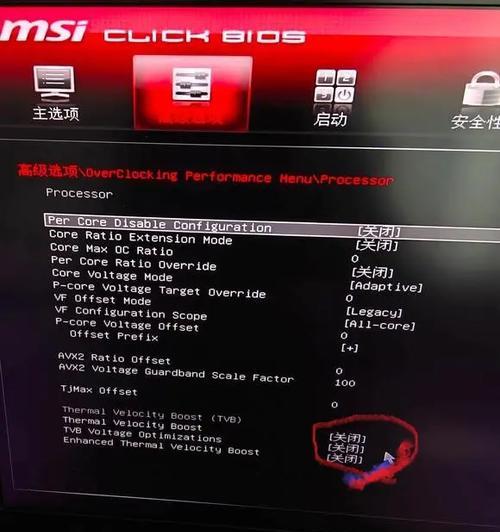 msi CLICK BIOS
主选项 启动 安全性
高级选项\OverClocking Performance Menu\Processor
Processor
Per Core Disable Configuration [关闭]
Core Ratio Extension Mode [关闭]
Core Max OC Ratio 0
Per Core Ratio Override [关闭]
Core Voltage Mode [Adaptive]
P-core Voltage Target Override 0
VF Offset Mode [Legacy]
VF Configuration Scope [All-core]
P-core Voltage Offset 0
Offset Prefix [+]
AVX2 Ratio Offset 0
AVX2 Voltage Guardband Scale Factor 100
TjMax Offset 0
Thermal Velocity Boost (TVB)
Thermal Velocity Boost [关闭]
TVB Voltage Optimizations [关闭]
Enhanced Thermal Velocity Boost [关闭]